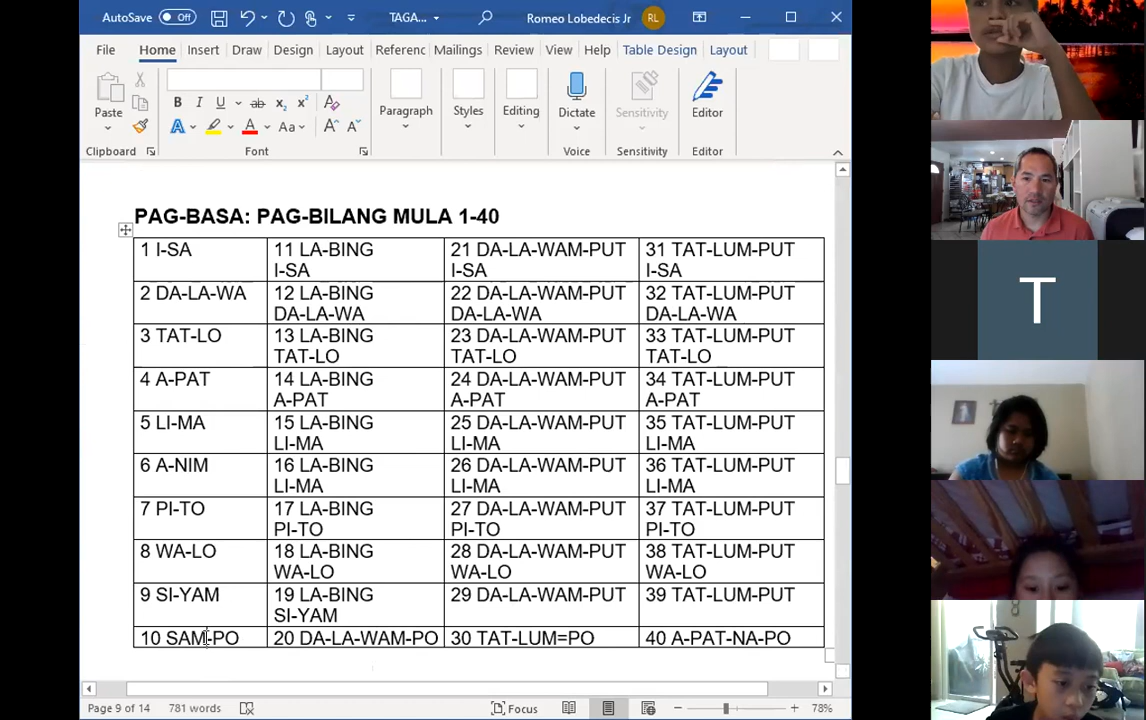 AutoSave Off TAGA... Romeo Lobedecis Jr RL
File Home Insert Draw Design Layout Referenc Mailings Review View Help Table Design Layout
Paste
B I U ab x₂ x²
A A Aa A A
Paragraph
Styles
Editing
Dictate
Sensitivity
Editor
Clipboard Font Voice Sensitivity Editor
PAG-BASA: PAG-BILANG MULA 1-40
1 I-SA
11 LA-BING
I-SA
21 DA-LA-WAM-PUT
I-SA
31 TAT-LUM-PUT
I-SA
2 DA-LA-WA
12 LA-BING
DA-LA-WA
22 DA-LA-WAM-PUT
DA-LA-WA
32 TAT-LUM-PUT
DA-LA-WA
3 TAT-LO
13 LA-BING
TAT-LO
23 DA-LA-WAM-PUT
TAT-LO
33 TAT-LUM-PUT
TAT-LO
4 A-PAT
14 LA-BING
A-PAT
24 DA-LA-WAM-PUT
A-PAT
34 TAT-LUM-PUT
A-PAT
5 LI-MA
15 LA-BING
LI-MA
25 DA-LA-WAM-PUT
LI-MA
35 TAT-LUM-PUT
LI-MA
6 A-NIM
16 LA-BING
LI-MA
26 DA-LA-WAM-PUT
LI-MA
36 TAT-LUM-PUT
LI-MA
7 PI-TO
17 LA-BING
PI-TO
27 DA-LA-WAM-PUT
PI-TO
37 TAT-LUM-PUT
PI-TO
8 WA-LO
18 LA-BING
WA-LO
28 DA-LA-WAM-PUT
WA-LO
38 TAT-LUM-PUT
WA-LO
9 SI-YAM
19 LA-BING
SI-YAM
29 DA-LA-WAM-PUT
39 TAT-LUM-PUT
10 SAM-PO
20 DA-LA-WAM-PO
30 TAT-LUM=PO
40 A-PAT-NA-PO
Page 9 of 14 781 words Focus 78%
T